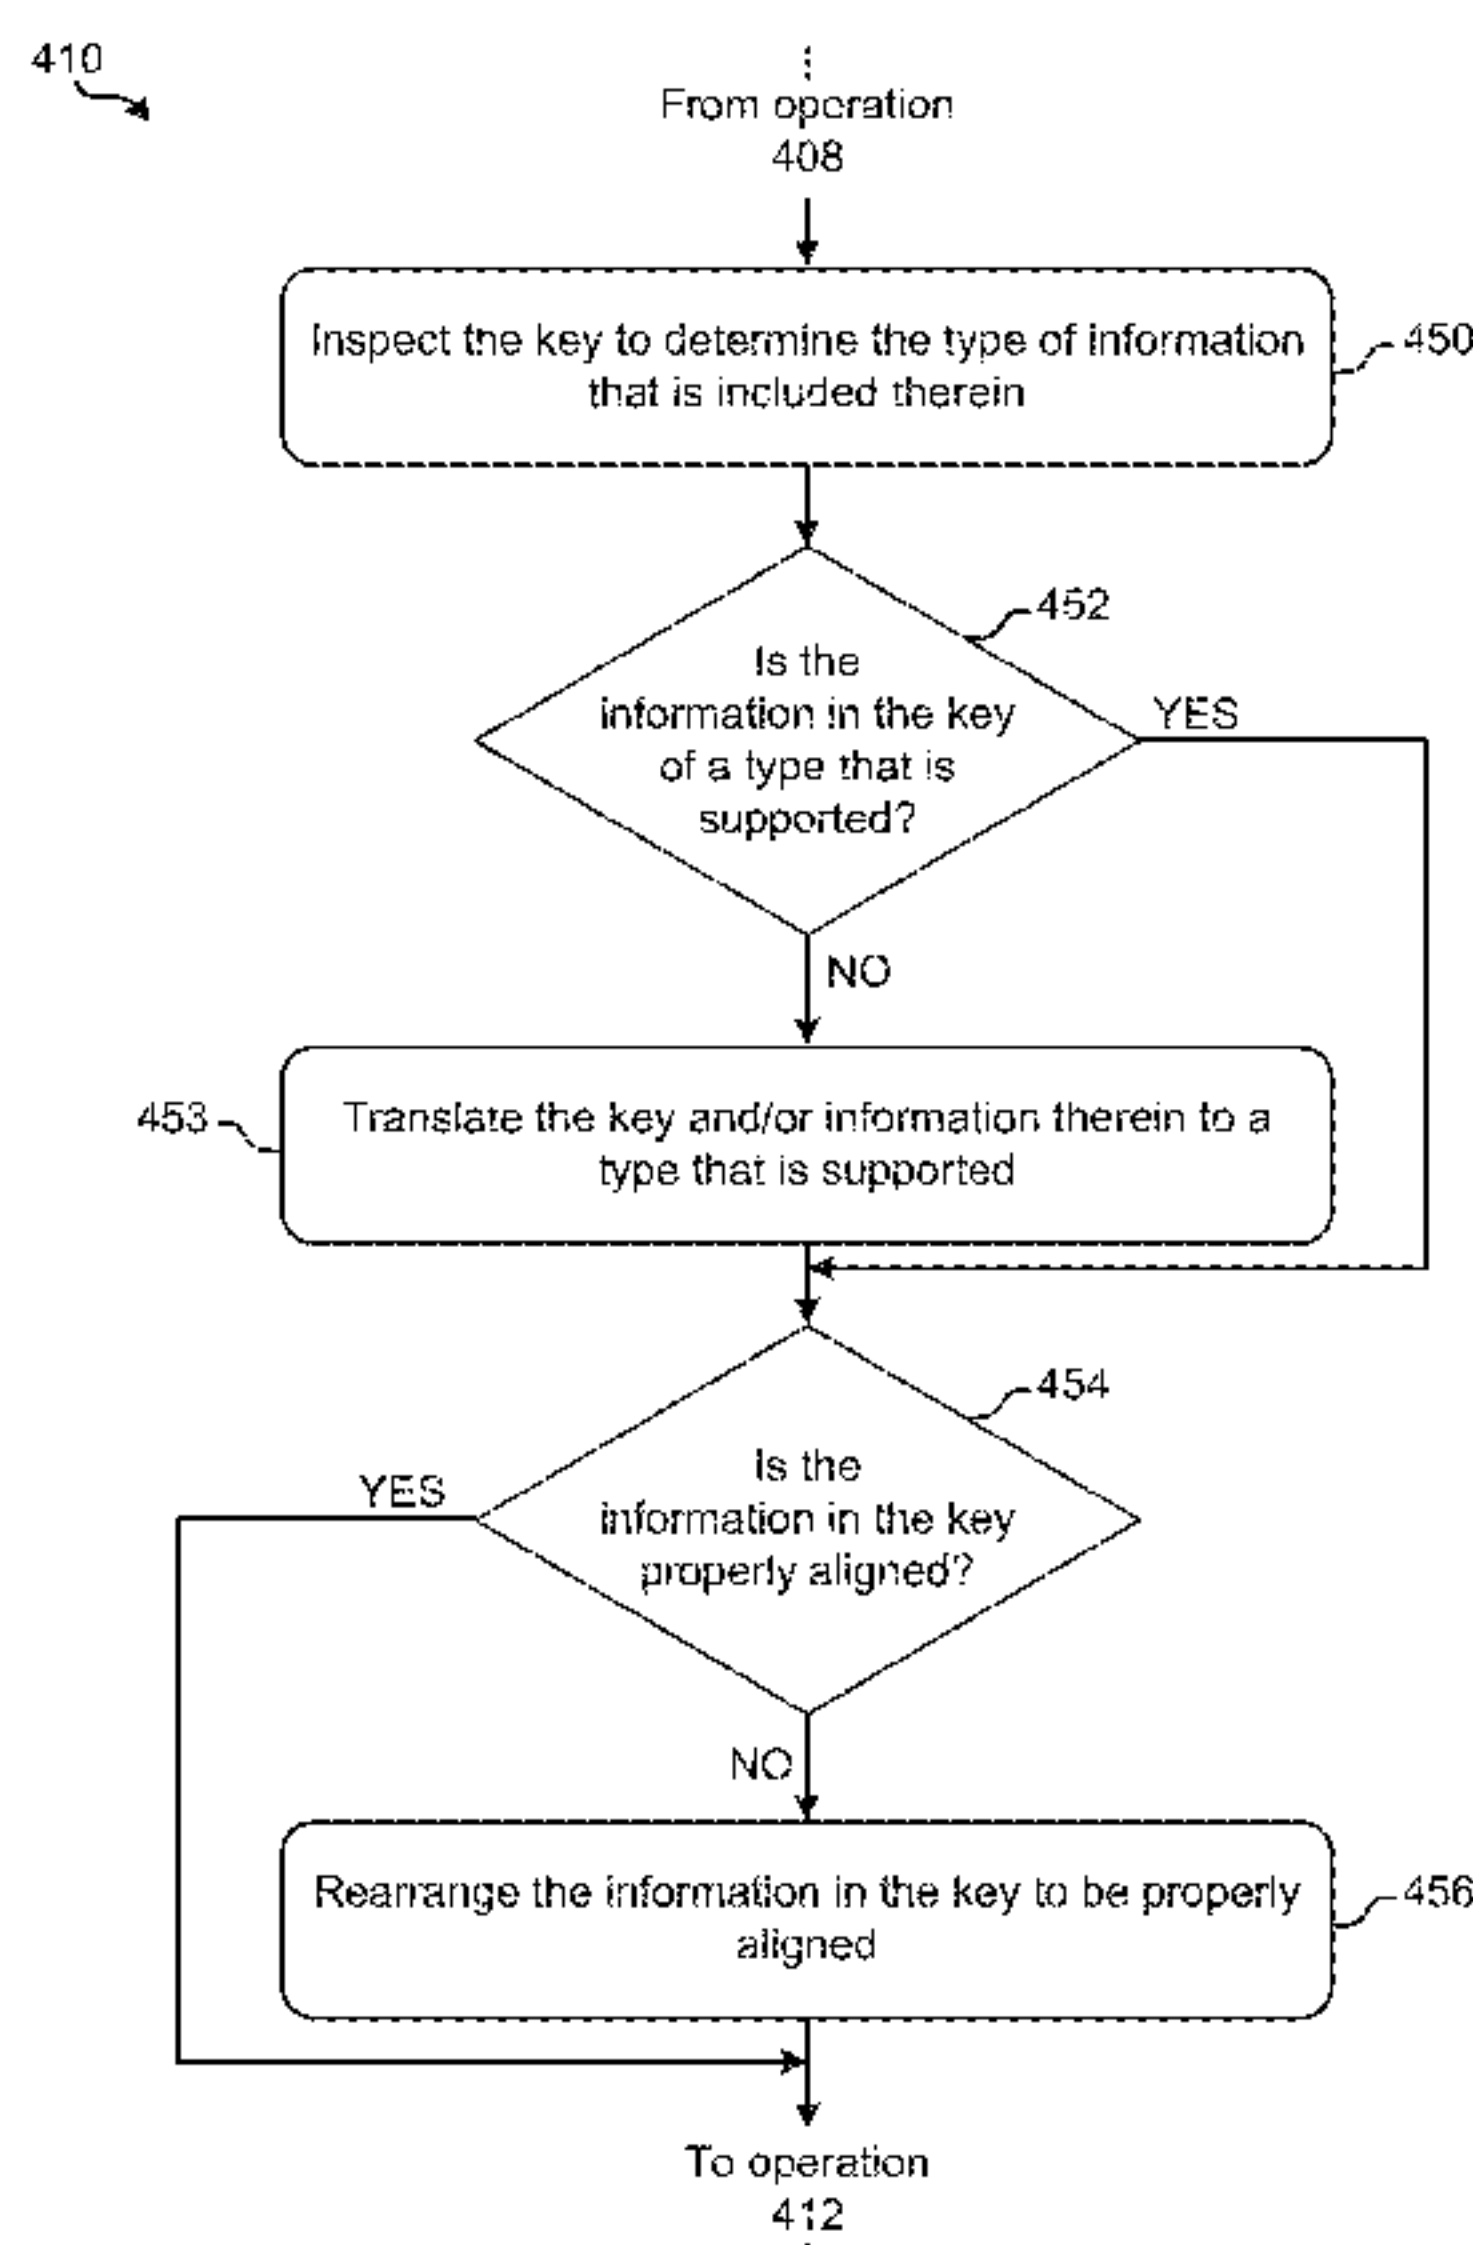 410
From operation
408
Inspect the key to determine the type of information
that is included therein
450
452
Is the
information in the key
of a type that is
supported?
YES
NO
453
Translate the key and/or information therein to a
type that is supported
454
Is the
information in the key
properly aligned?
YES
NO
Rearrange the information in the key to be properly
aligned
456
To operation
412